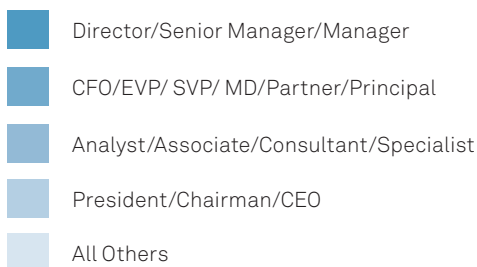 Director/Senior Manager/Manager
CFO/EVP/ SVP/ MD/Partner/Principal
Analyst/Associate/Consultant/Specialist
President/Chairman/CEO
All Others